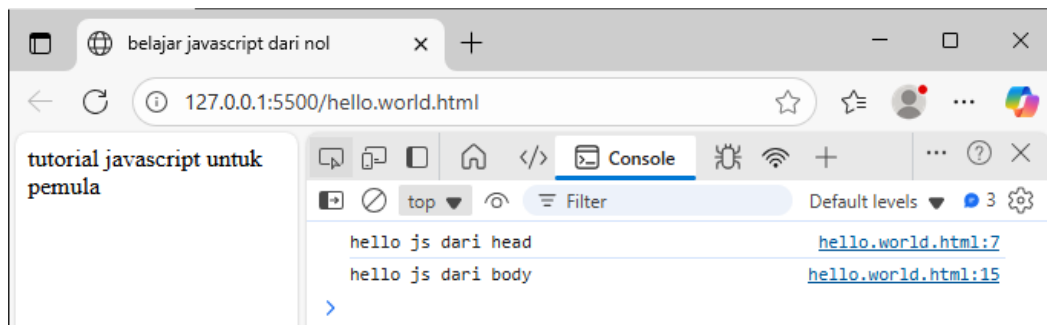 belajar javascript dari nol
127.0.0.1:5500/hello.world.html
tutorial javascript untuk
pemula
Console
top Filter Default levels 3
hello js dari head hello.world.html:7
hello js dari body hello.world.html:15